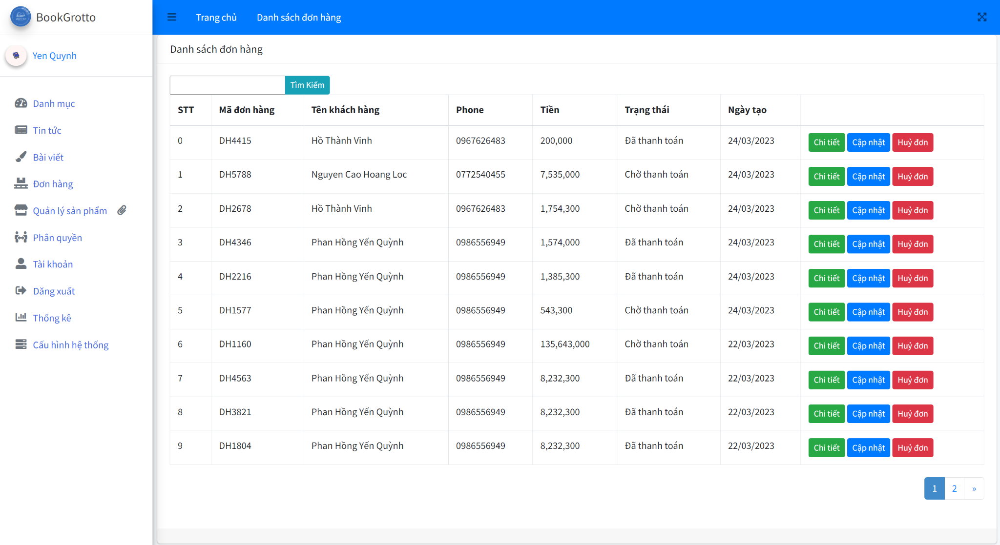 BookGrotto
Trang chủ Danh sách đơn hàng
Yen Quynh
Danh mục
Tin tức
Bài viết
Đơn hàng
Quản lý sản phẩm
Phân quyền
Tài khoản
Đăng xuất
Thống kê
Cấu hình hệ thống
Danh sách đơn hàng
Tìm Kiếm
STT Mã đơn hàng Tên khách hàng Phone Tiền Trạng thái Ngày tạo
0 DH4415 Hồ Thành Vinh 0967626483 200,000 Đã thanh toán 24/03/2023 Chi tiết Cập nhật Huỷ đơn
1 DH5788 Nguyen Cao Hoang Loc 0772540455 7,535,000 Chờ thanh toán 24/03/2023 Chi tiết Cập nhật Huỷ đơn
2 DH2678 Hồ Thành Vinh 0967626483 1,754,300 Chờ thanh toán 24/03/2023 Chi tiết Cập nhật Huỷ đơn
3 DH4346 Phan Hồng Yến Quỳnh 0986556949 1,574,000 Đã thanh toán 24/03/2023 Chi tiết Cập nhật Huỷ đơn
4 DH2216 Phan Hồng Yến Quỳnh 0986556949 1,385,300 Đã thanh toán 24/03/2023 Chi tiết Cập nhật Huỷ đơn
5 DH1577 Phan Hồng Yến Quỳnh 0986556949 543,300 Chờ thanh toán 24/03/2023 Chi tiết Cập nhật Huỷ đơn
6 DH1160 Phan Hồng Yến Quỳnh 0986556949 135,643,000 Chờ thanh toán 22/03/2023 Chi tiết Cập nhật Huỷ đơn
7 DH4563 Phan Hồng Yến Quỳnh 0986556949 8,232,300 Đã thanh toán 22/03/2023 Chi tiết Cập nhật Huỷ đơn
8 DH3821 Phan Hồng Yến Quỳnh 0986556949 8,232,300 Đã thanh toán 22/03/2023 Chi tiết Cập nhật Huỷ đơn
9 DH1804 Phan Hồng Yến Quỳnh 0986556949 8,232,300 Đã thanh toán 22/03/2023 Chi tiết Cập nhật Huỷ đơn
1 2 »